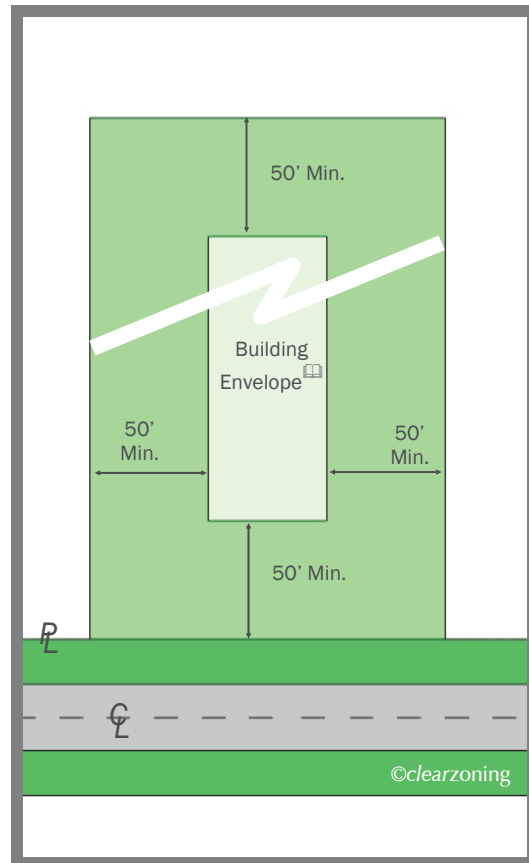 50' Min.
Building
Envelope
50'
Min.
50'
Min.
50' Min.
PL
CL
©clearzoning